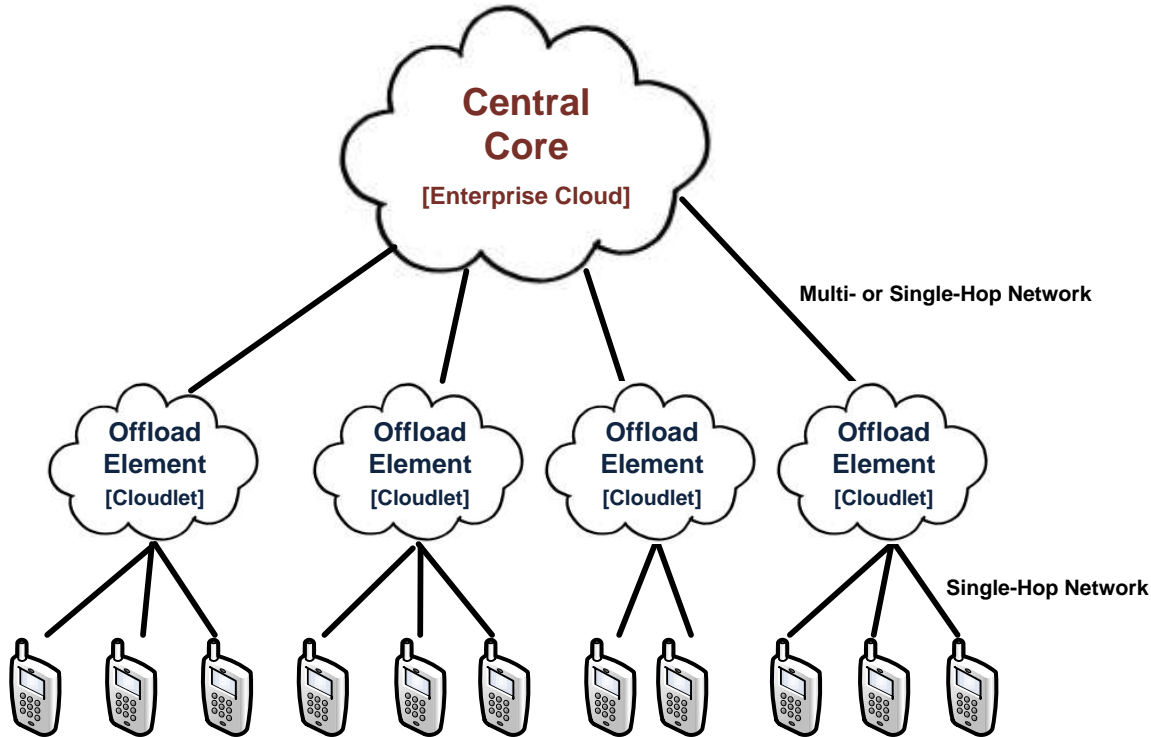 Central
Core
[Enterprise Cloud]
Multi- or Single-Hop Network
Offload
Element
[Cloudlet]
Offload
Element
[Cloudlet]
Offload
Element
[Cloudlet]
Offload
Element
[Cloudlet]
Single-Hop Network